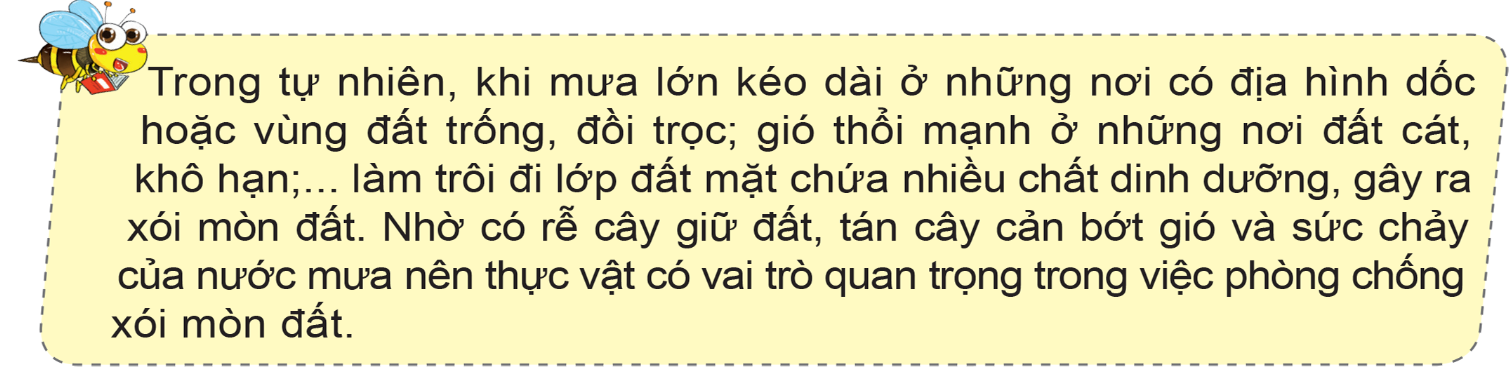 Trong tự nhiên, khi mưa lớn kéo dài ở những nơi có địa hình dốc
hoặc vùng đất trống, đồi trọc; gió thổi mạnh ở những nơi đất cát,
khô hạn;... làm trôi đi lớp đất mặt chứa nhiều chất dinh dưỡng, gây ra
xói mòn đất. Nhờ có rễ cây giữ đất, tán cây cản bớt gió và sức chảy
của nước mưa nên thực vật có vai trò quan trọng trong việc phòng chống
xói mòn đất.